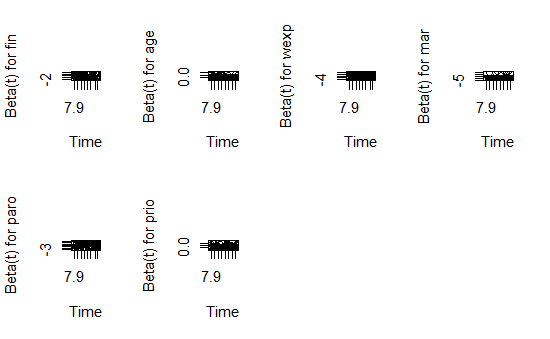 Beta(t) for fin
-2
7.9
Time
Beta(t) for age
0.0
7.9
Time
Beta(t) for wexp
-4
7.9
Time
Beta(t) for mar
-5
7.9
Time
Beta(t) for paro
-3
7.9
Time
Beta(t) for prio
0.0
7.9
Time